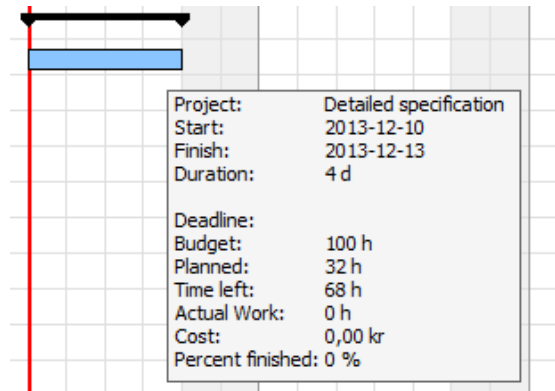 Project: Detailed specification
Start: 2013-12-10
Finish: 2013-12-13
Duration: 4 d
Deadline:
Budget: 100 h
Planned: 32 h
Time left: 68 h
Actual Work: 0 h
Cost: 0,00 kr
Percent finished: 0 %